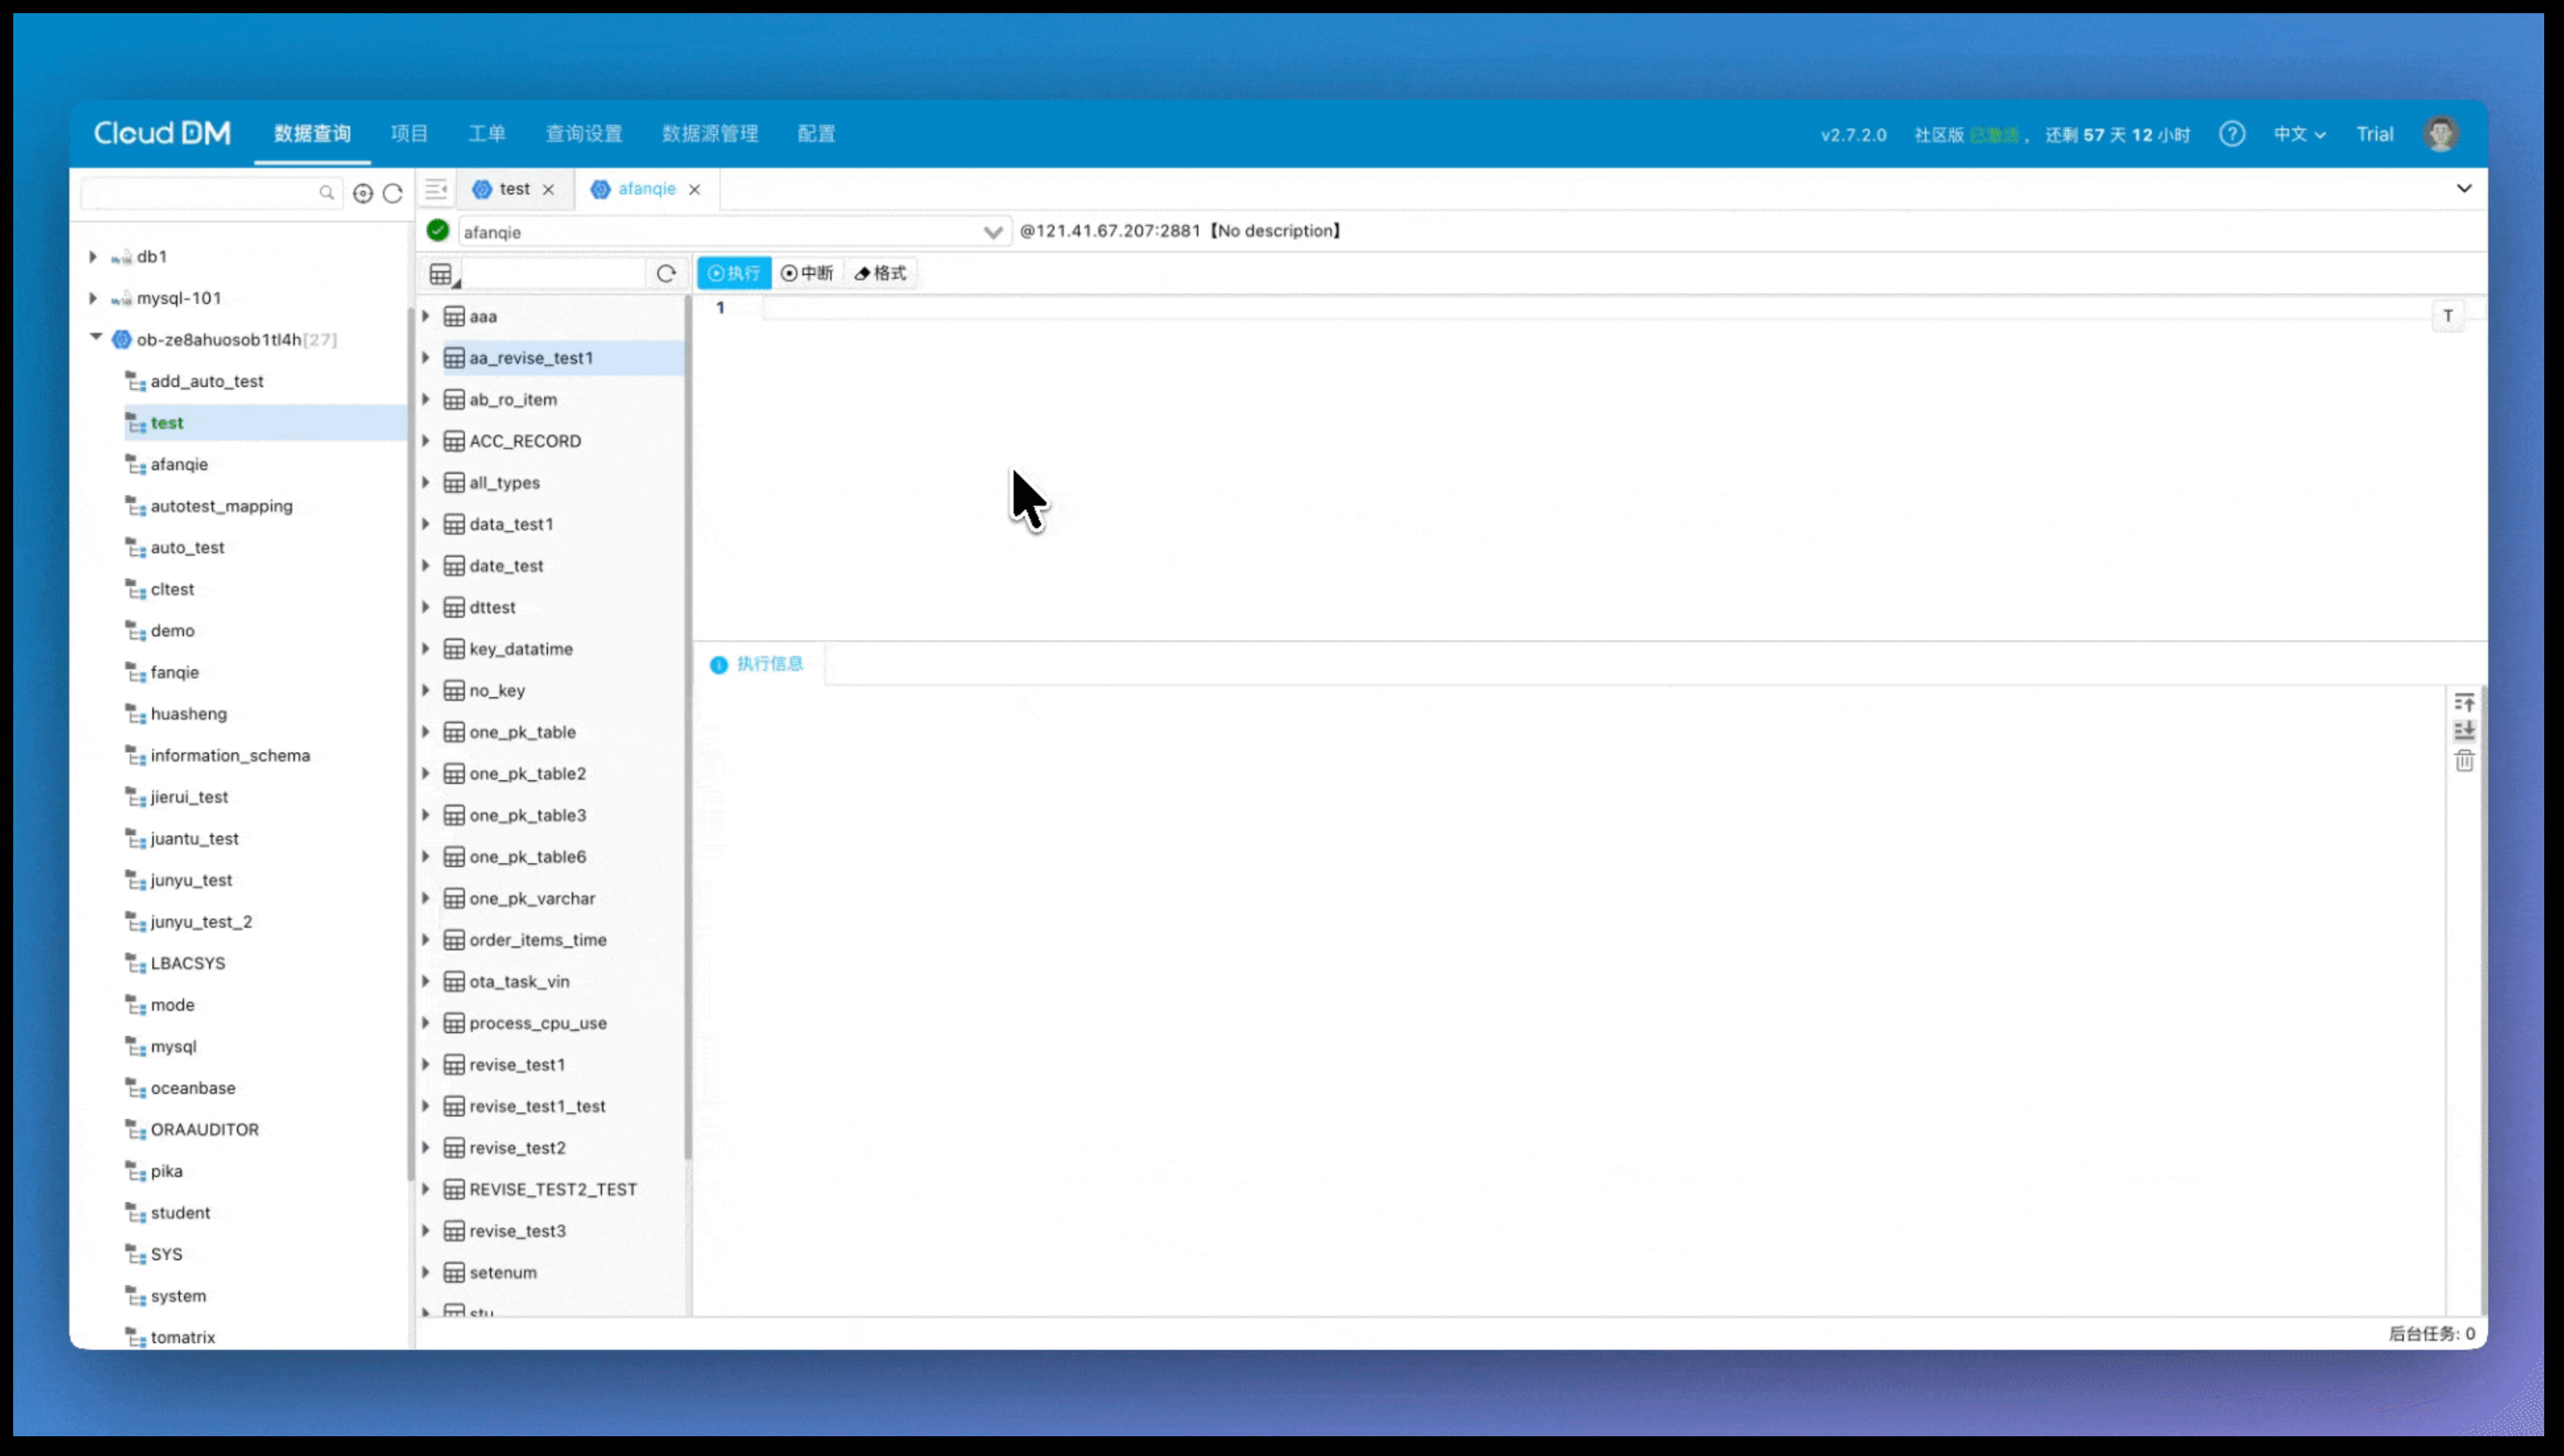 Cloud DM 数据查询 项目 工单 查询设置 数据源管理 配置 v2.7.2.0 社区版 已激活， 还剩 57 天 12 小时 中文 Trial
test afanqie
afanqie @121.41.67.207:2881【No description】
执行 中断 格式
db1
mysql-101
ob-ze8ahuosob1tl4h[27]
add_auto_test
test
afanqie
autotest_mapping
auto_test
cltest
demo
fanqie
huasheng
information_schema
jierui_test
juantu_test
junyu_test
junyu_test_2
LBACSYS
mode
mysql
oceanbase
ORAAUDITOR
pika
student
SYS
system
tomatrix
aaa
aa_revise_test1
ab_ro_item
ACC_RECORD
all_types
data_test1
date_test
dttest
key_datatime
no_key
one_pk_table
one_pk_table2
one_pk_table3
one_pk_table6
one_pk_varchar
order_items_time
ota_task_vin
process_cpu_use
revise_test1
revise_test1_test
revise_test2
REVISE_TEST2_TEST
revise_test3
setenum
stu
1
T
执行信息
后台任务: 0